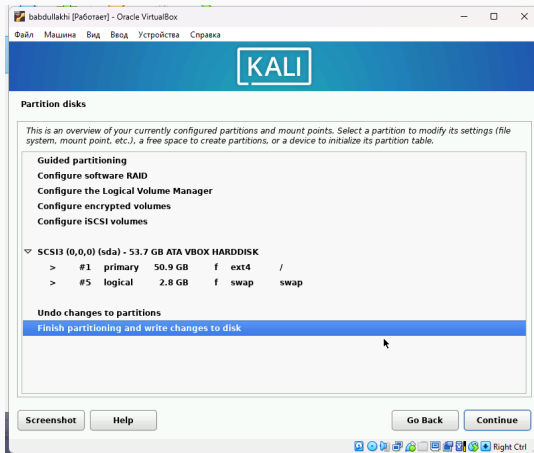 babdullakhi [Работает] - Oracle VirtualBox
Файл Машина Вид Ввод Устройства Справка
KALI
Partition disks
This is an overview of your currently configured partitions and mount points. Select a partition to modify its settings (file
system, mount point, etc.), a free space to create partitions, or a device to initialize its partition table.
Guided partitioning
Configure software RAID
Configure the Logical Volume Manager
Configure encrypted volumes
Configure iSCSI volumes
SCSI3 (0,0,0) (sda) - 53.7 GB ATA VBOX HARDDISK
> #1 primary 50.9 GB f ext4 /
> #5 logical 2.8 GB f swap swap
Undo changes to partitions
Finish partitioning and write changes to disk
Screenshot Help Go Back Continue
Right Ctrl